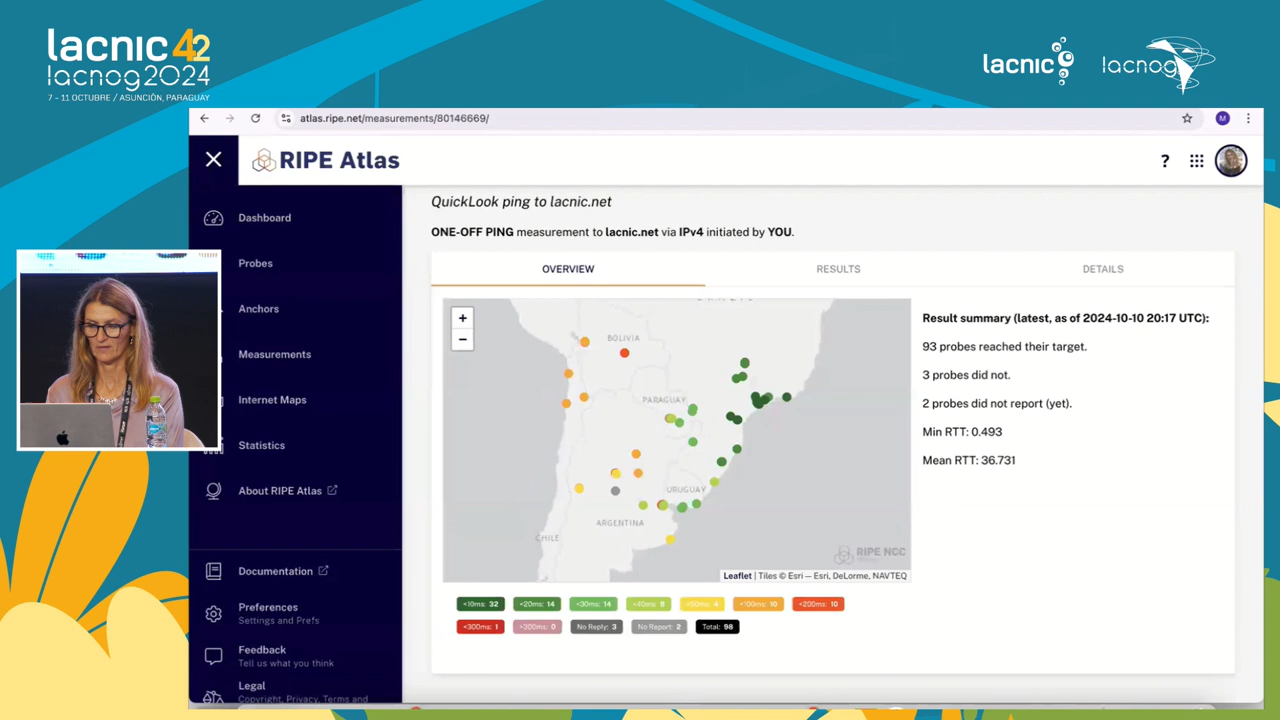 lacnic42
lacnog2024
7 - 11 OCTUBRE / ASUNCIÓN, PARAGUAY
lacnic
lacnog
atlas.ripe.net/measurements/80146669/
M
RIPE Atlas
?
Dashboard
Probes
Anchors
Measurements
Internet Maps
Statistics
About RIPE Atlas
Documentation
Preferences
Settings and Prefs
Feedback
Tell us what you think
Legal
Copyright, Privacy, Terms and
QuickLook ping to lacnic.net
ONE-OFF PING measurement to lacnic.net via IPv4 initiated by YOU.
OVERVIEW
RESULTS
DETAILS
+
−
BOLIVIA
PARAGUAY
URUGUAY
ARGENTINA
CHILE
RIPE NCC
Leaflet | Tiles © Esri — Esri, DeLorme, NAVTEQ
<10ms: 32
<20ms: 14
<30ms: 14
<40ms: 8
<50ms: 4
<100ms: 10
<200ms: 10
<300ms: 1
>300ms: 0
No Reply: 3
No Report: 2
Total: 98
Result summary (latest, as of 2024-10-10 20:17 UTC):
93 probes reached their target.
3 probes did not.
2 probes did not report (yet).
Min RTT: 0.493
Mean RTT: 36.731